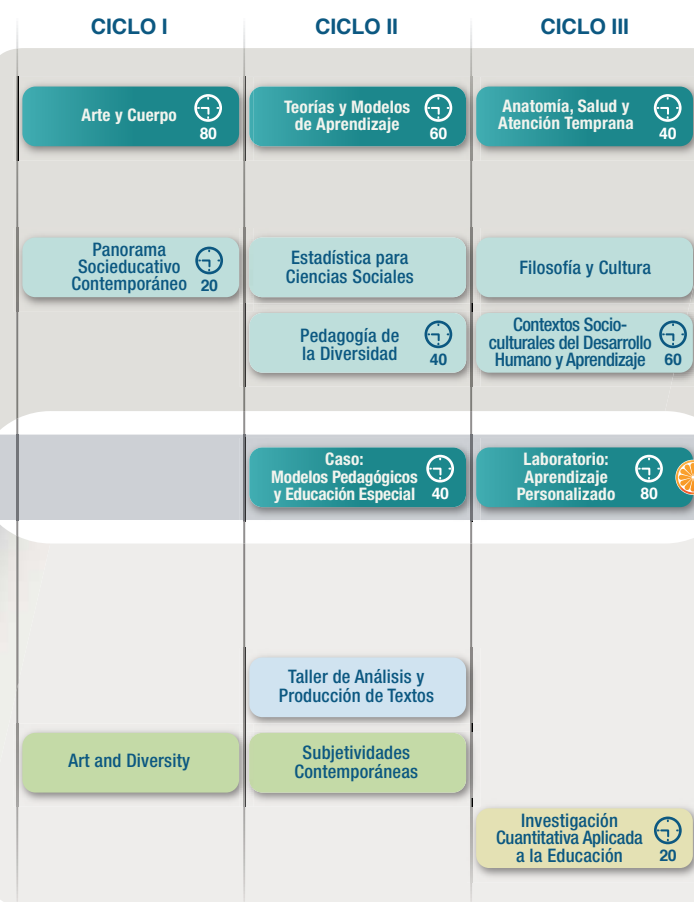 CICLO I
CICLO II
CICLO III
Arte y Cuerpo
80
Teorías y Modelos
de Aprendizaje
60
Anatomía, Salud y
Atención Temprana
40
Panorama
Socieducativo
Contemporáneo
20
Estadística para
Ciencias Sociales
Filosofía y Cultura
Pedagogía de
la Diversidad
40
Contextos Socio-
culturales del Desarrollo
Humano y Aprendizaje
60
Caso:
Modelos Pedagógicos
y Educación Especial
40
Laboratorio:
Aprendizaje
Personalizado
80
Taller de Análisis y
Producción de Textos
Art and Diversity
Subjetividades
Contemporáneas
Investigación
Cuantitativa Aplicada
a la Educación
20